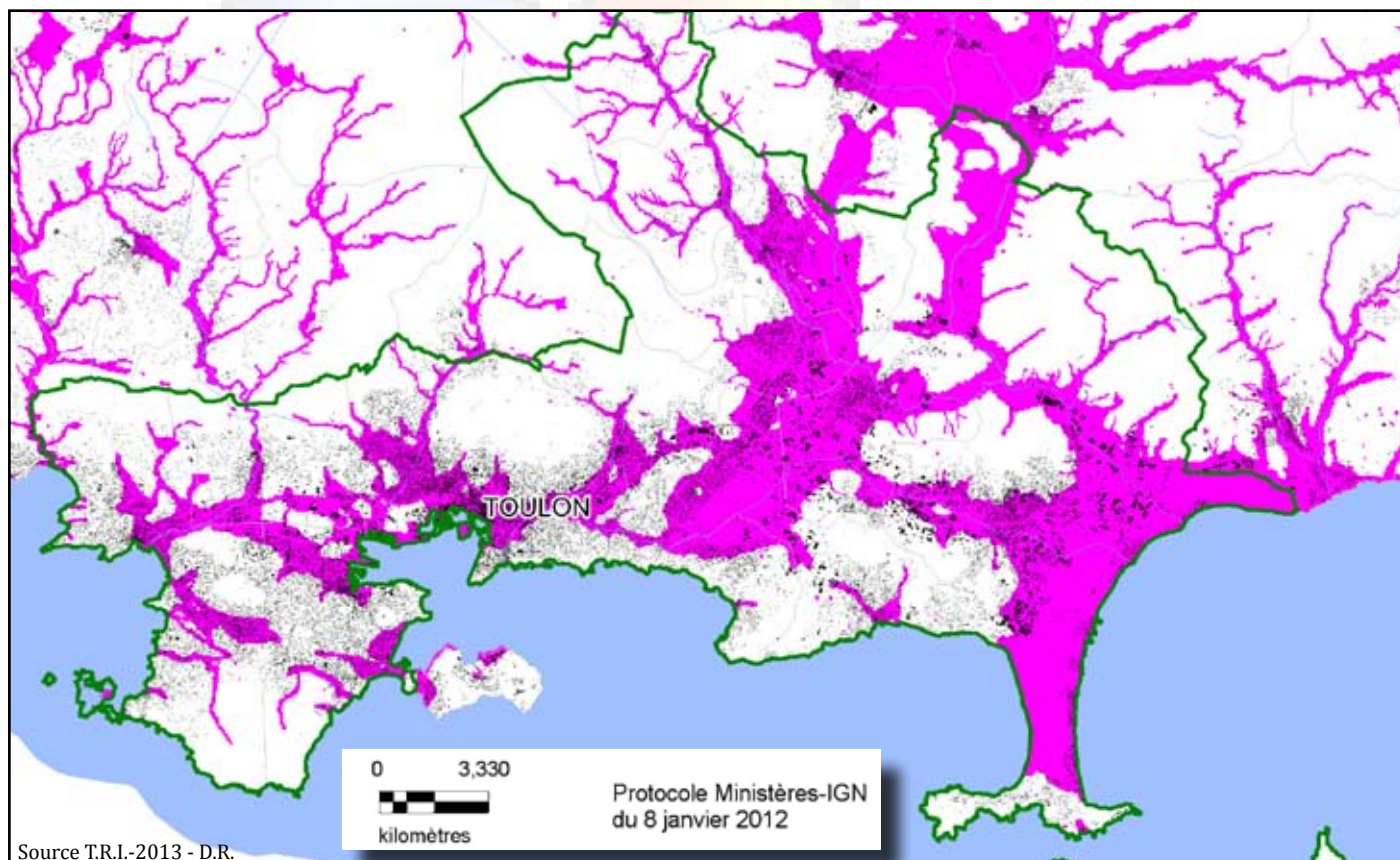 TOULON
0 3,330
kilomètres
Protocole Ministères-IGN
du 8 janvier 2012
Source T.R.I.-2013 - D.R.